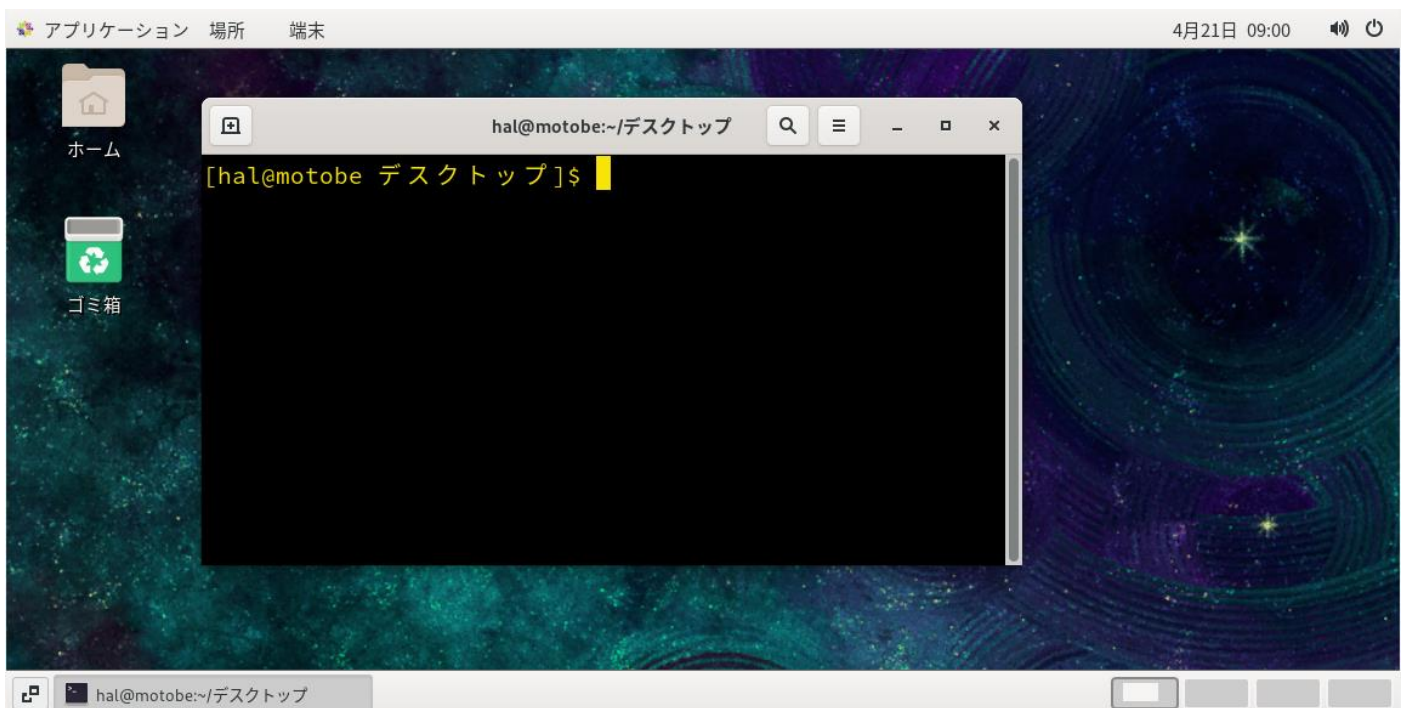 アプリケーション 場所 端末 4月21日 09:00
ホーム
ゴミ箱
hal@motobe:~/デスクトップ
[hal@motobe デスクトップ]$
hal@motobe:~/デスクトップ